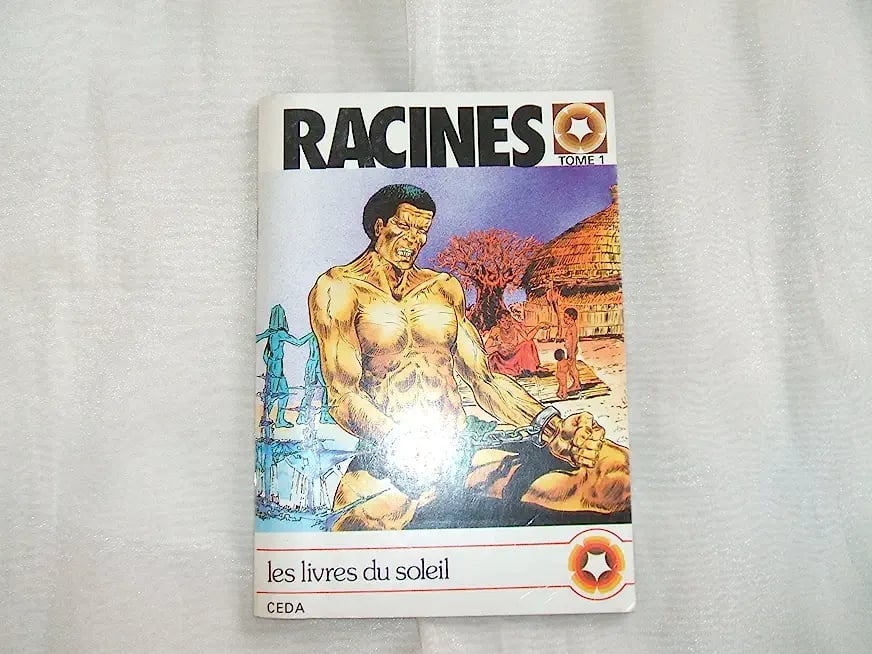 RACINES
TOME 1
les livres du soleil
CEDA